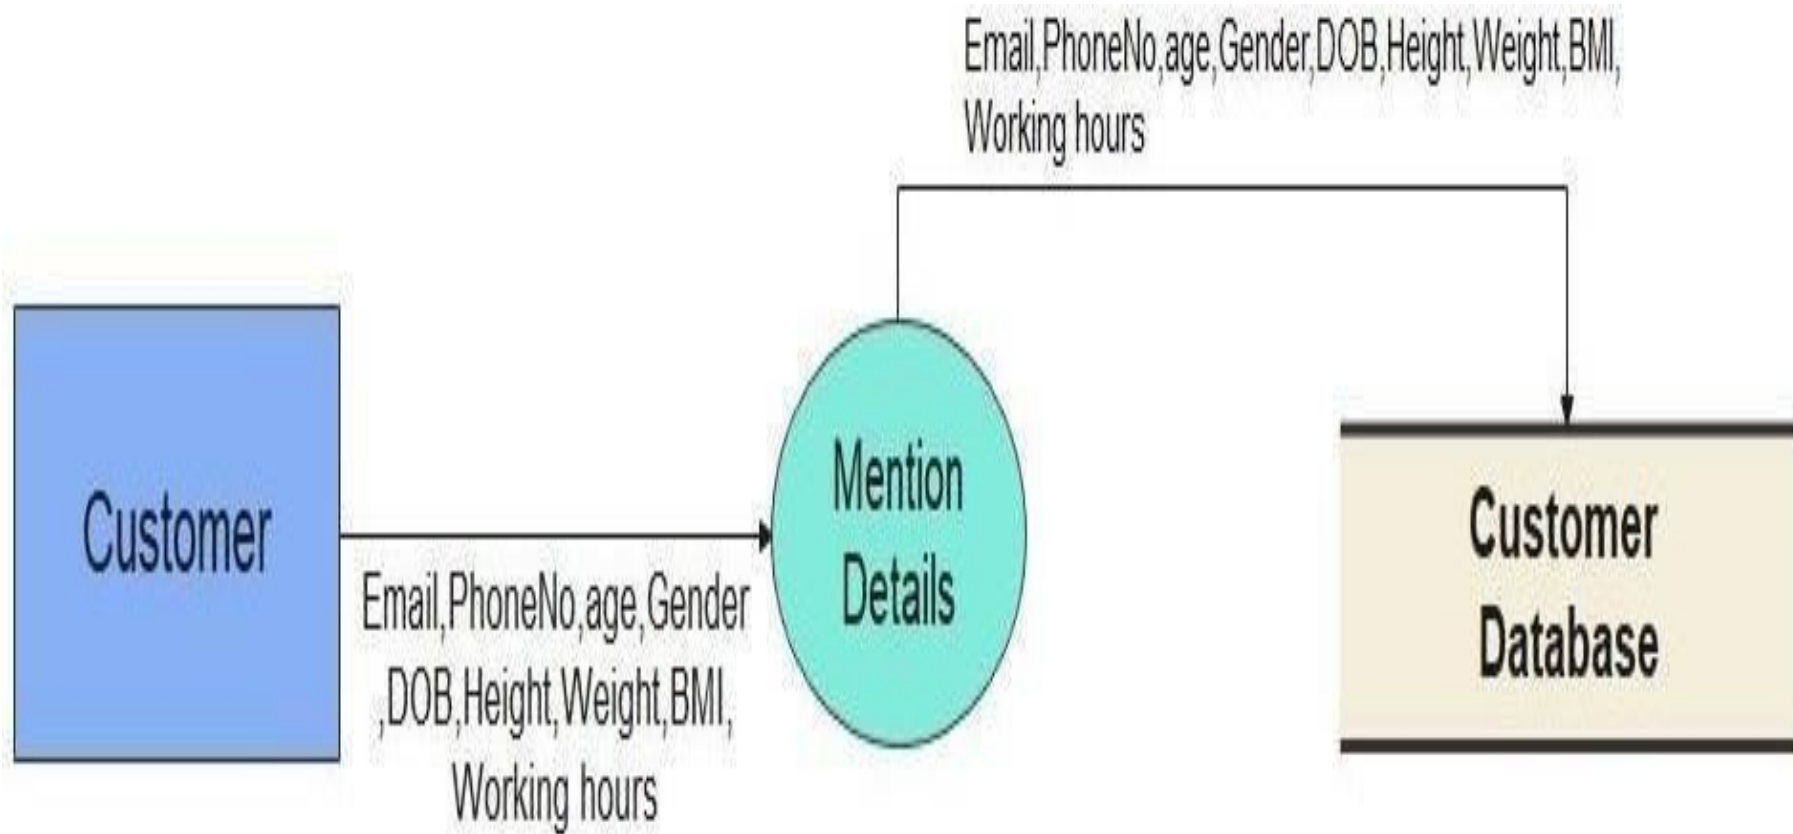 Email,PhoneNo,age,Gender,DOB,Height,Weight,BMI,
Working hours
Customer
Email,PhoneNo,age,Gender
,DOB,Height,Weight,BMI,
Working hours
Mention
Details
Customer
Database